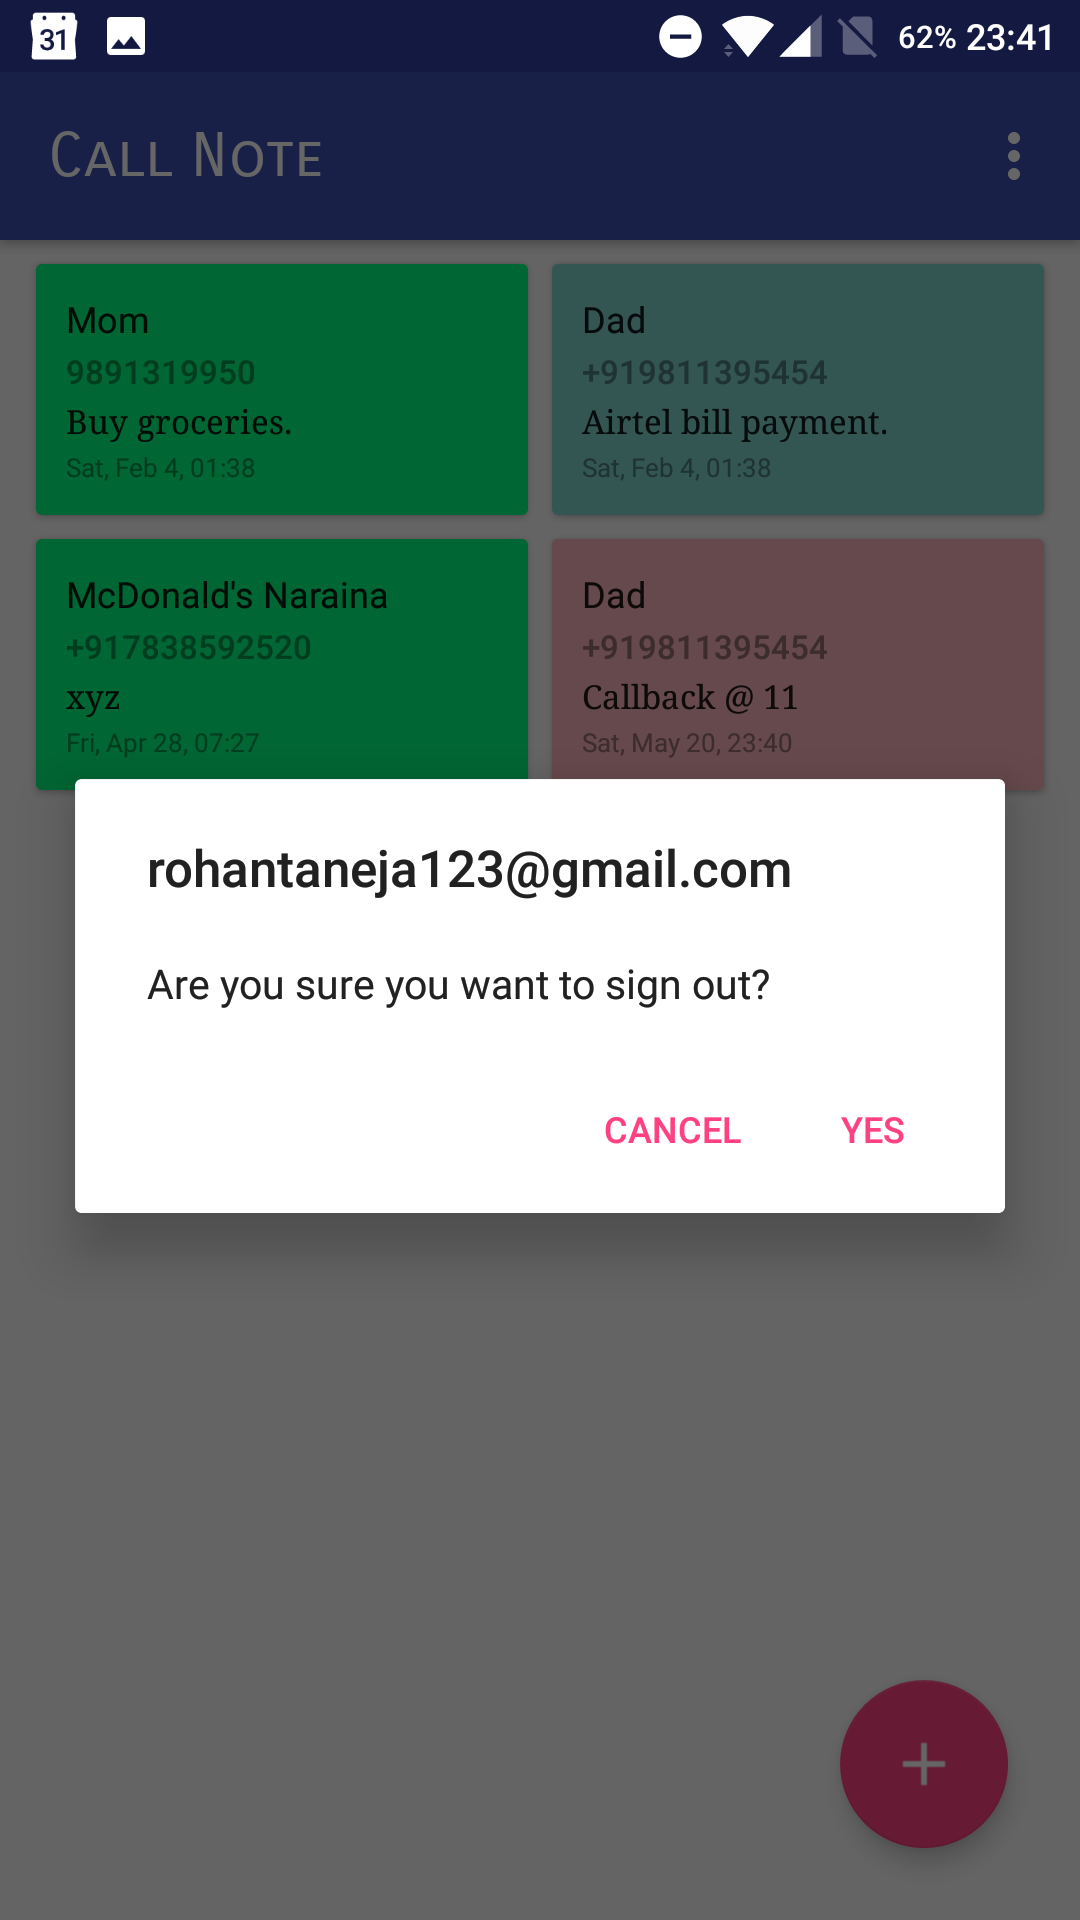 31
62% 23:41
Call Note
Mom
9891319950
Buy groceries.
Sat, Feb 4, 01:38
Dad
+919811395454
Airtel bill payment.
Sat, Feb 4, 01:38
McDonald's Naraina
+917838592520
xyz
Fri, Apr 28, 07:27
Dad
+919811395454
Callback @ 11
Sat, May 20, 23:40
rohantaneja123@gmail.com
Are you sure you want to sign out?
CANCEL YES